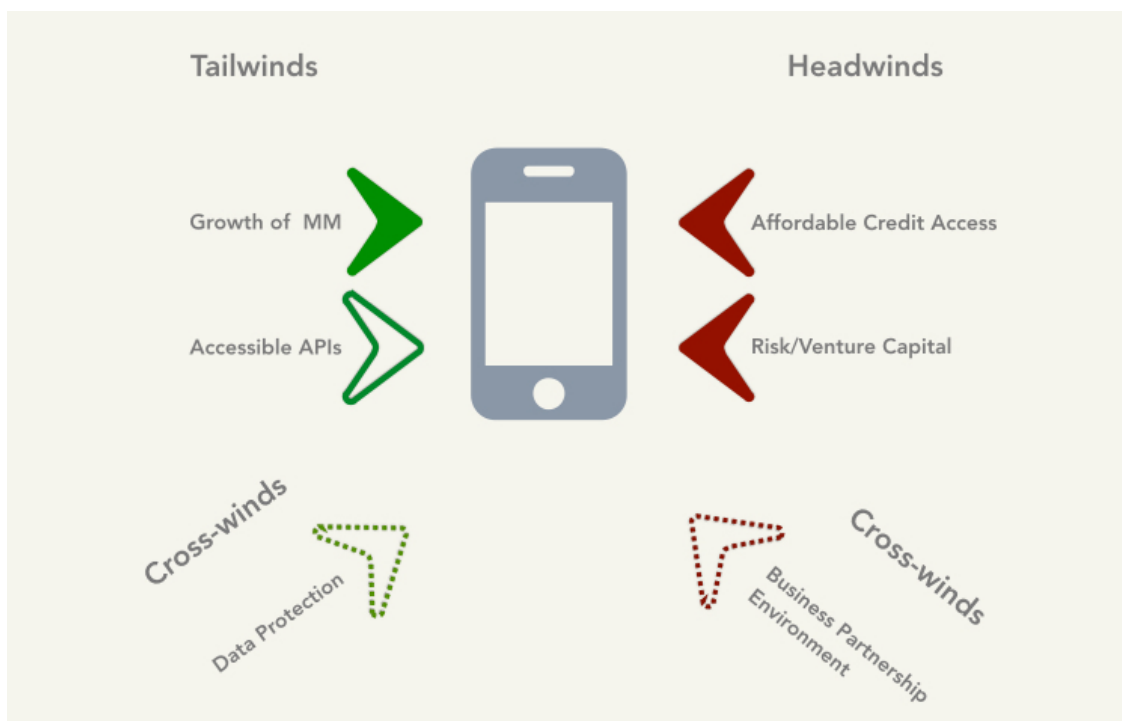 Tailwinds
Headwinds
Growth of MM
Affordable Credit Access
Accessible APIs
Risk/Venture Capital
Cross-winds
Data Protection
Cross-winds
Business Partnership
Environment